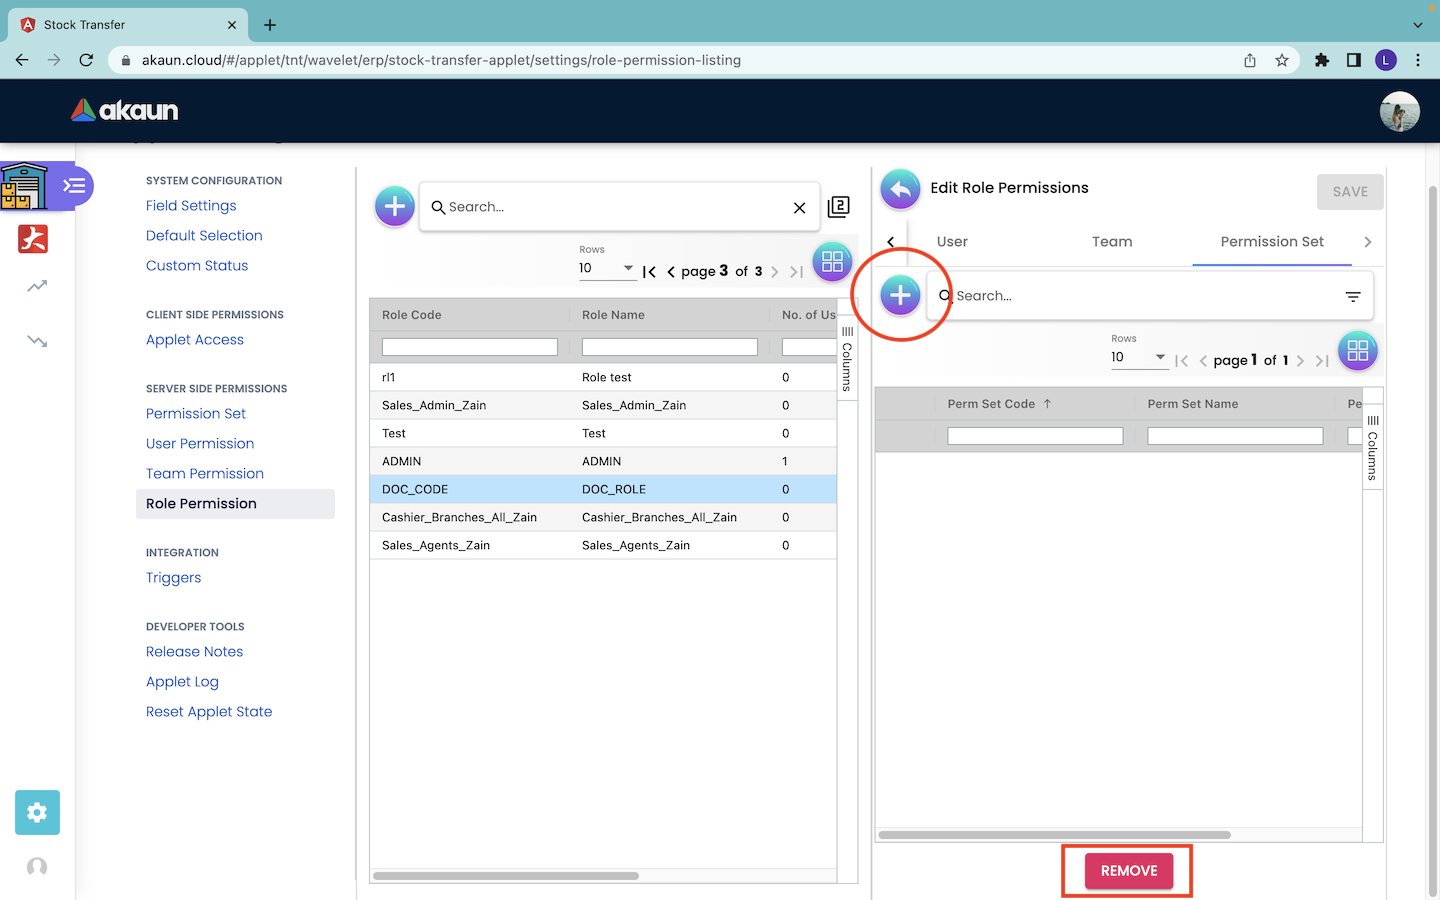 Stock Transfer
akaun.cloud/#/applet/tnt/wavelet/erp/stock-transfer-applet/settings/role-permission-listing
L
akaun
SYSTEM CONFIGURATION
Field Settings
Default Selection
Custom Status
CLIENT SIDE PERMISSIONS
Applet Access
SERVER SIDE PERMISSIONS
Permission Set
User Permission
Team Permission
Role Permission
INTEGRATION
Triggers
DEVELOPER TOOLS
Release Notes
Applet Log
Reset Applet State
Search...
2
Rows
10
page 3 of 3
Role Code Role Name No. of Us
rl1 Role test 0
Sales_Admin_Zain Sales_Admin_Zain 0
Test Test 0
ADMIN ADMIN 1
DOC_CODE DOC_ROLE 0
Cashier_Branches_All_Zain Cashier_Branches_All_Zain 0
Sales_Agents_Zain Sales_Agents_Zain 0
Columns
Edit Role Permissions
SAVE
User Team Permission Set
Search...
Rows
10
page 1 of 1
Perm Set Code Perm Set Name Pe
Columns
REMOVE